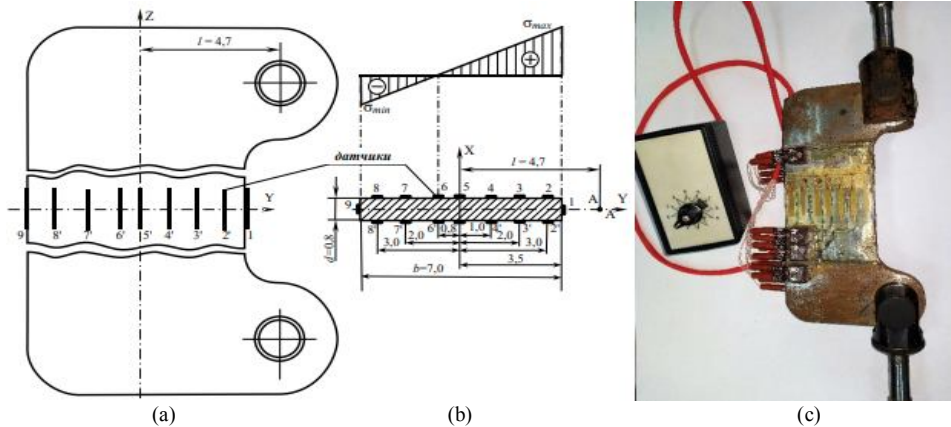 Z
l = 4,7
Y
9 8' 7' 6' 5' 4' 3' 2' 1
(a)
σmax
σmin
датчики
X
l = 4,7
8 7 6 5 4 3 2
9 1 A A' Y
8' 7' 6' 0,8 1,0 4' 3' 2'
3,0 2,0 2,0 3,0
d=0,8
3,5
b=7,0
(b)
(c)